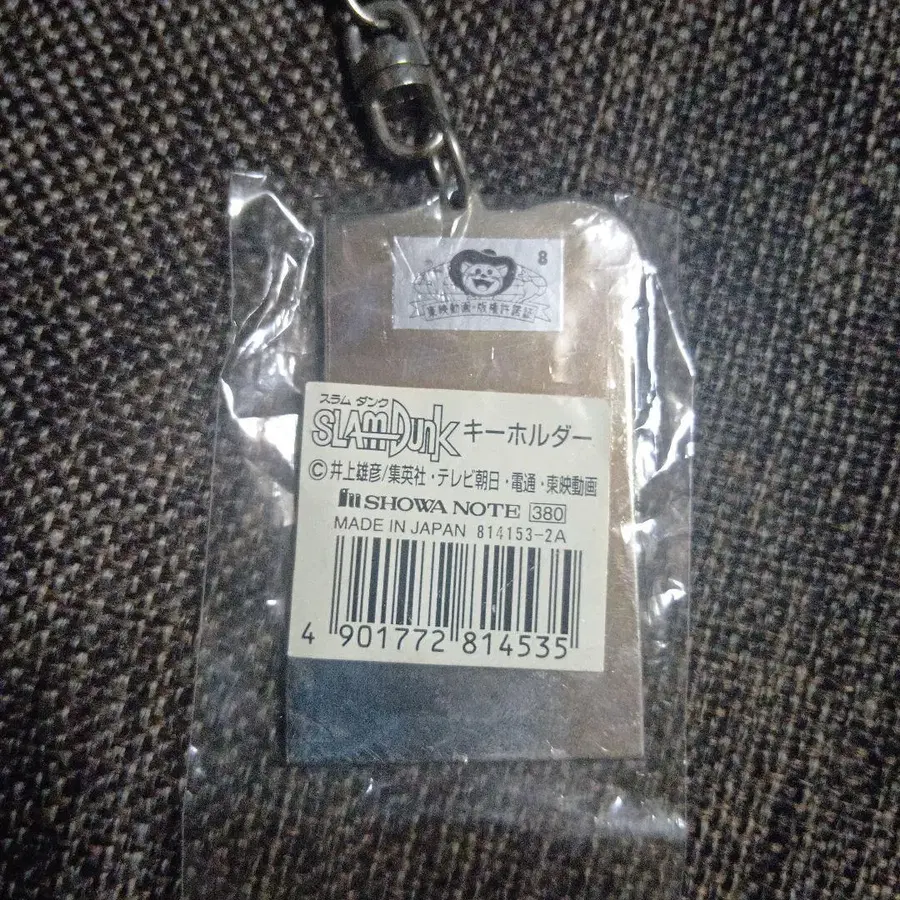 8
東映動画・版権許諾証
スラム ダンク
SLAM DUNK キーホルダー
©井上雄彦/集英社・テレビ朝日・電通・東映動画
SHOWA NOTE 380
MADE IN JAPAN 814153-2A
4 901772 814535